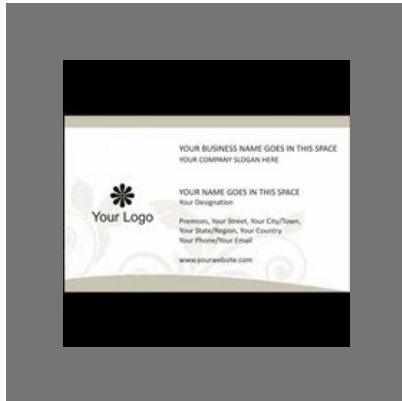 YOUR BUSINESS NAME GOES IN THIS SPACE
YOUR COMPANY SLOGAN HERE
Your Logo
YOUR NAME GOES IN THIS SPACE
Your Designation
Premises, Your Street, Your City/Town,
Your State/Region, Your Country
Your Phone/Your Email
www.yourwebsite.com